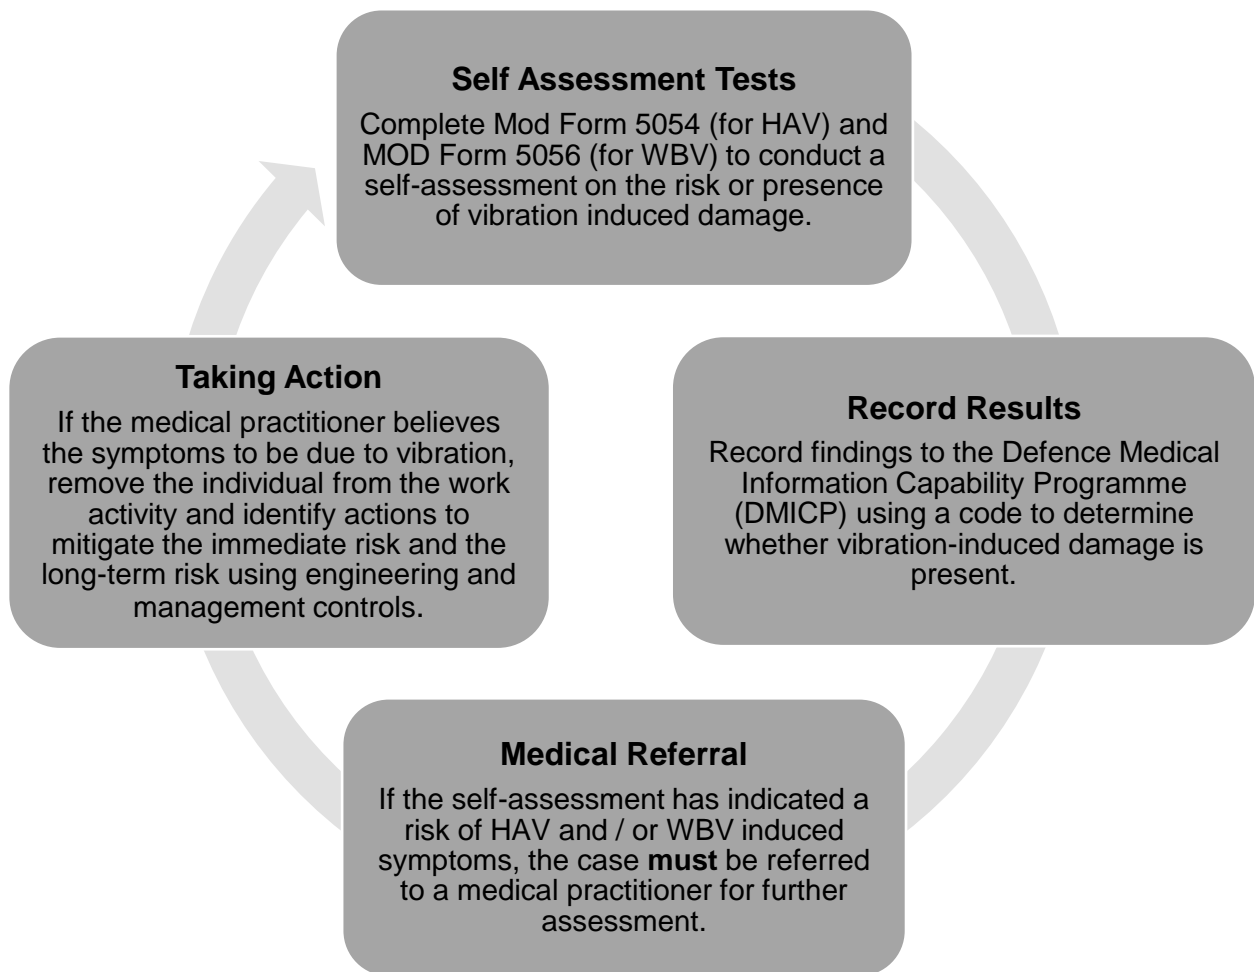 Self Assessment Tests
Complete Mod Form 5054 (for HAV) and
MOD Form 5056 (for WBV) to conduct a
self-assessment on the risk or presence
of vibration induced damage.
Record Results
Record findings to the Defence Medical
Information Capability Programme
(DMICP) using a code to determine
whether vibration-induced damage is
present.
Medical Referral
If the self-assessment has indicated a
risk of HAV and / or WBV induced
symptoms, the case must be referred
to a medical practitioner for further
assessment.
Taking Action
If the medical practitioner believes
the symptoms to be due to vibration,
remove the individual from the work
activity and identify actions to
mitigate the immediate risk and the
long-term risk using engineering and
management controls.